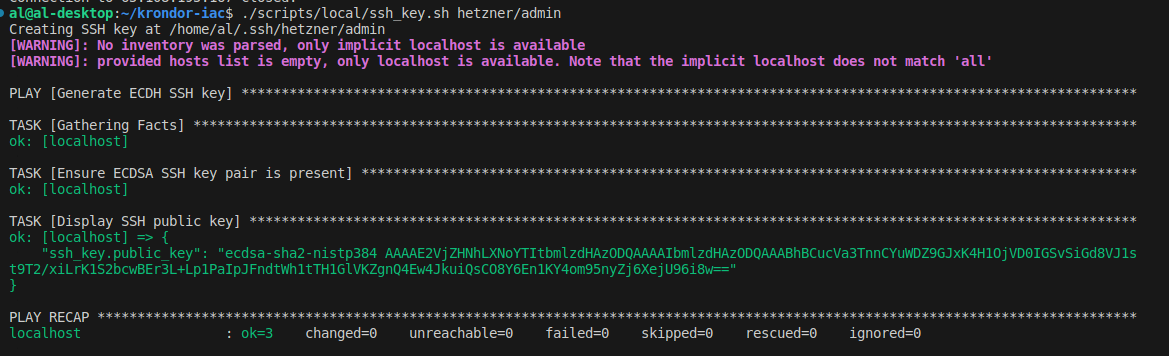 al@al-desktop:~/krondor-iac$ ./scripts/local/ssh_key.sh hetzner/admin
Creating SSH key at /home/al/.ssh/hetzner/admin
[WARNING]: No inventory was parsed, only implicit localhost is available
[WARNING]: provided hosts list is empty, only localhost is available. Note that the implicit localhost does not match 'all'
PLAY [Generate ECDH SSH key] ****************************************************************************************************************
TASK [Gathering Facts] **********************************************************************************************************************
ok: [localhost]
TASK [Ensure ECDSA SSH key pair is present] *************************************************************************************************
ok: [localhost]
TASK [Display SSH public key] ***************************************************************************************************************
ok: [localhost] => {
"ssh_key.public_key": "ecdsa-sha2-nistp384 AAAAE2VjZHNhLXNoYTItbmlzdHAzODQAAAAIbmlzdHAzODQAAABhBCucVa3TnnCYuWDZ9GJxK4H1OjVD0IGSvSiGd8VJ1s
t9T2/xiLrK1S2bcwBEr3L+Lp1PaIpJFndtWh1tTH1GlVKZgnQ4Ew4JkuiQsCO8Y6En1KY4om95nyZj6XejU96i8w=="
}
PLAY RECAP **********************************************************************************************************************************
localhost : ok=3 changed=0 unreachable=0 failed=0 skipped=0 rescued=0 ignored=0